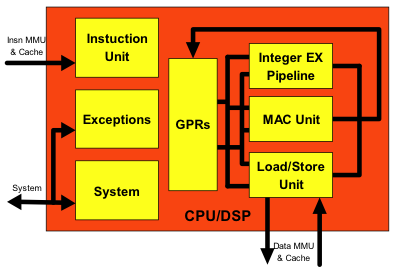 Insn MMU
& Cache
Instuction
Unit
Exceptions
System
System
GPRs
Integer EX
Pipeline
MAC Unit
Load/Store
Unit
CPU/DSP
Data MMU
& Cache